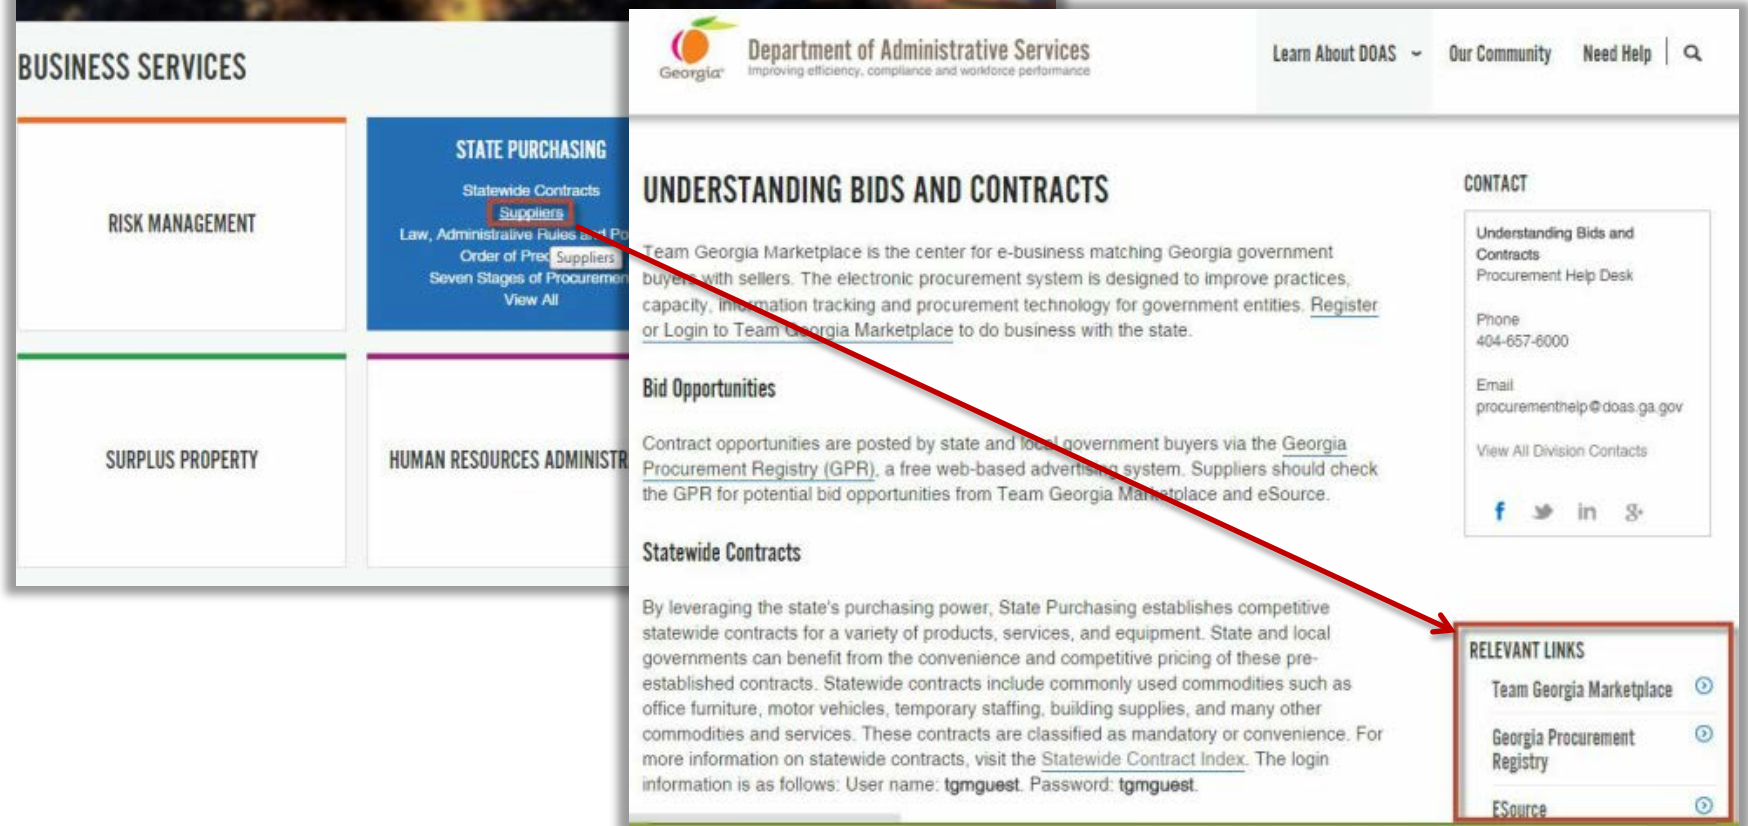 BUSINESS SERVICES
RISK MANAGEMENT
STATE PURCHASING
Statewide Contracts
Suppliers
Law, Administrative Rules and Po
Order of Prec
Suppliers
Seven Stages of Procuremen
View All
SURPLUS PROPERTY
HUMAN RESOURCES ADMINISTR
Georgia
Department of Administrative Services
Improving efficiency, compliance and workforce performance
Learn About DOAS
Our Community
Need Help
UNDERSTANDING BIDS AND CONTRACTS
Team Georgia Marketplace is the center for e-business matching Georgia government
buyers with sellers. The electronic procurement system is designed to improve practices,
capacity, information tracking and procurement technology for government entities. Register
or Login to Team Georgia Marketplace to do business with the state.
Bid Opportunities
Contract opportunities are posted by state and local government buyers via the Georgia
Procurement Registry (GPR), a free web-based advertising system. Suppliers should check
the GPR for potential bid opportunities from Team Georgia Marketplace and eSource.
Statewide Contracts
By leveraging the state's purchasing power, State Purchasing establishes competitive
statewide contracts for a variety of products, services, and equipment. State and local
governments can benefit from the convenience and competitive pricing of these pre-
established contracts. Statewide contracts include commonly used commodities such as
office furniture, motor vehicles, temporary staffing, building supplies, and many other
commodities and services. These contracts are classified as mandatory or convenience. For
more information on statewide contracts, visit the Statewide Contract Index. The login
information is as follows: User name: tgmguest. Password: tgmguest.
CONTACT
Understanding Bids and
Contracts
Procurement Help Desk
Phone
404-657-6000
Email
procurementhelp@doas.ga.gov
View All Division Contacts
f
in
g+
RELEVANT LINKS
Team Georgia Marketplace
Georgia Procurement
Registry
ESource